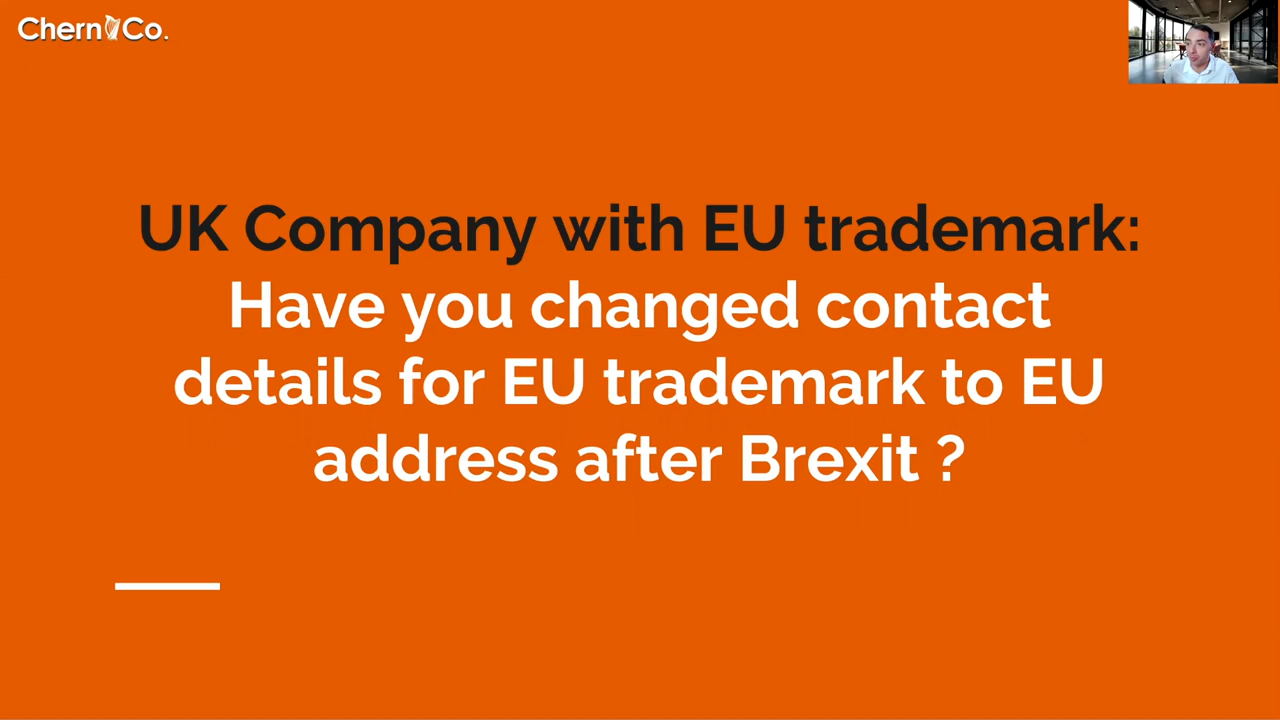 Chern Co.
UK Company with EU trademark:
Have you changed contact
details for EU trademark to EU
address after Brexit ?